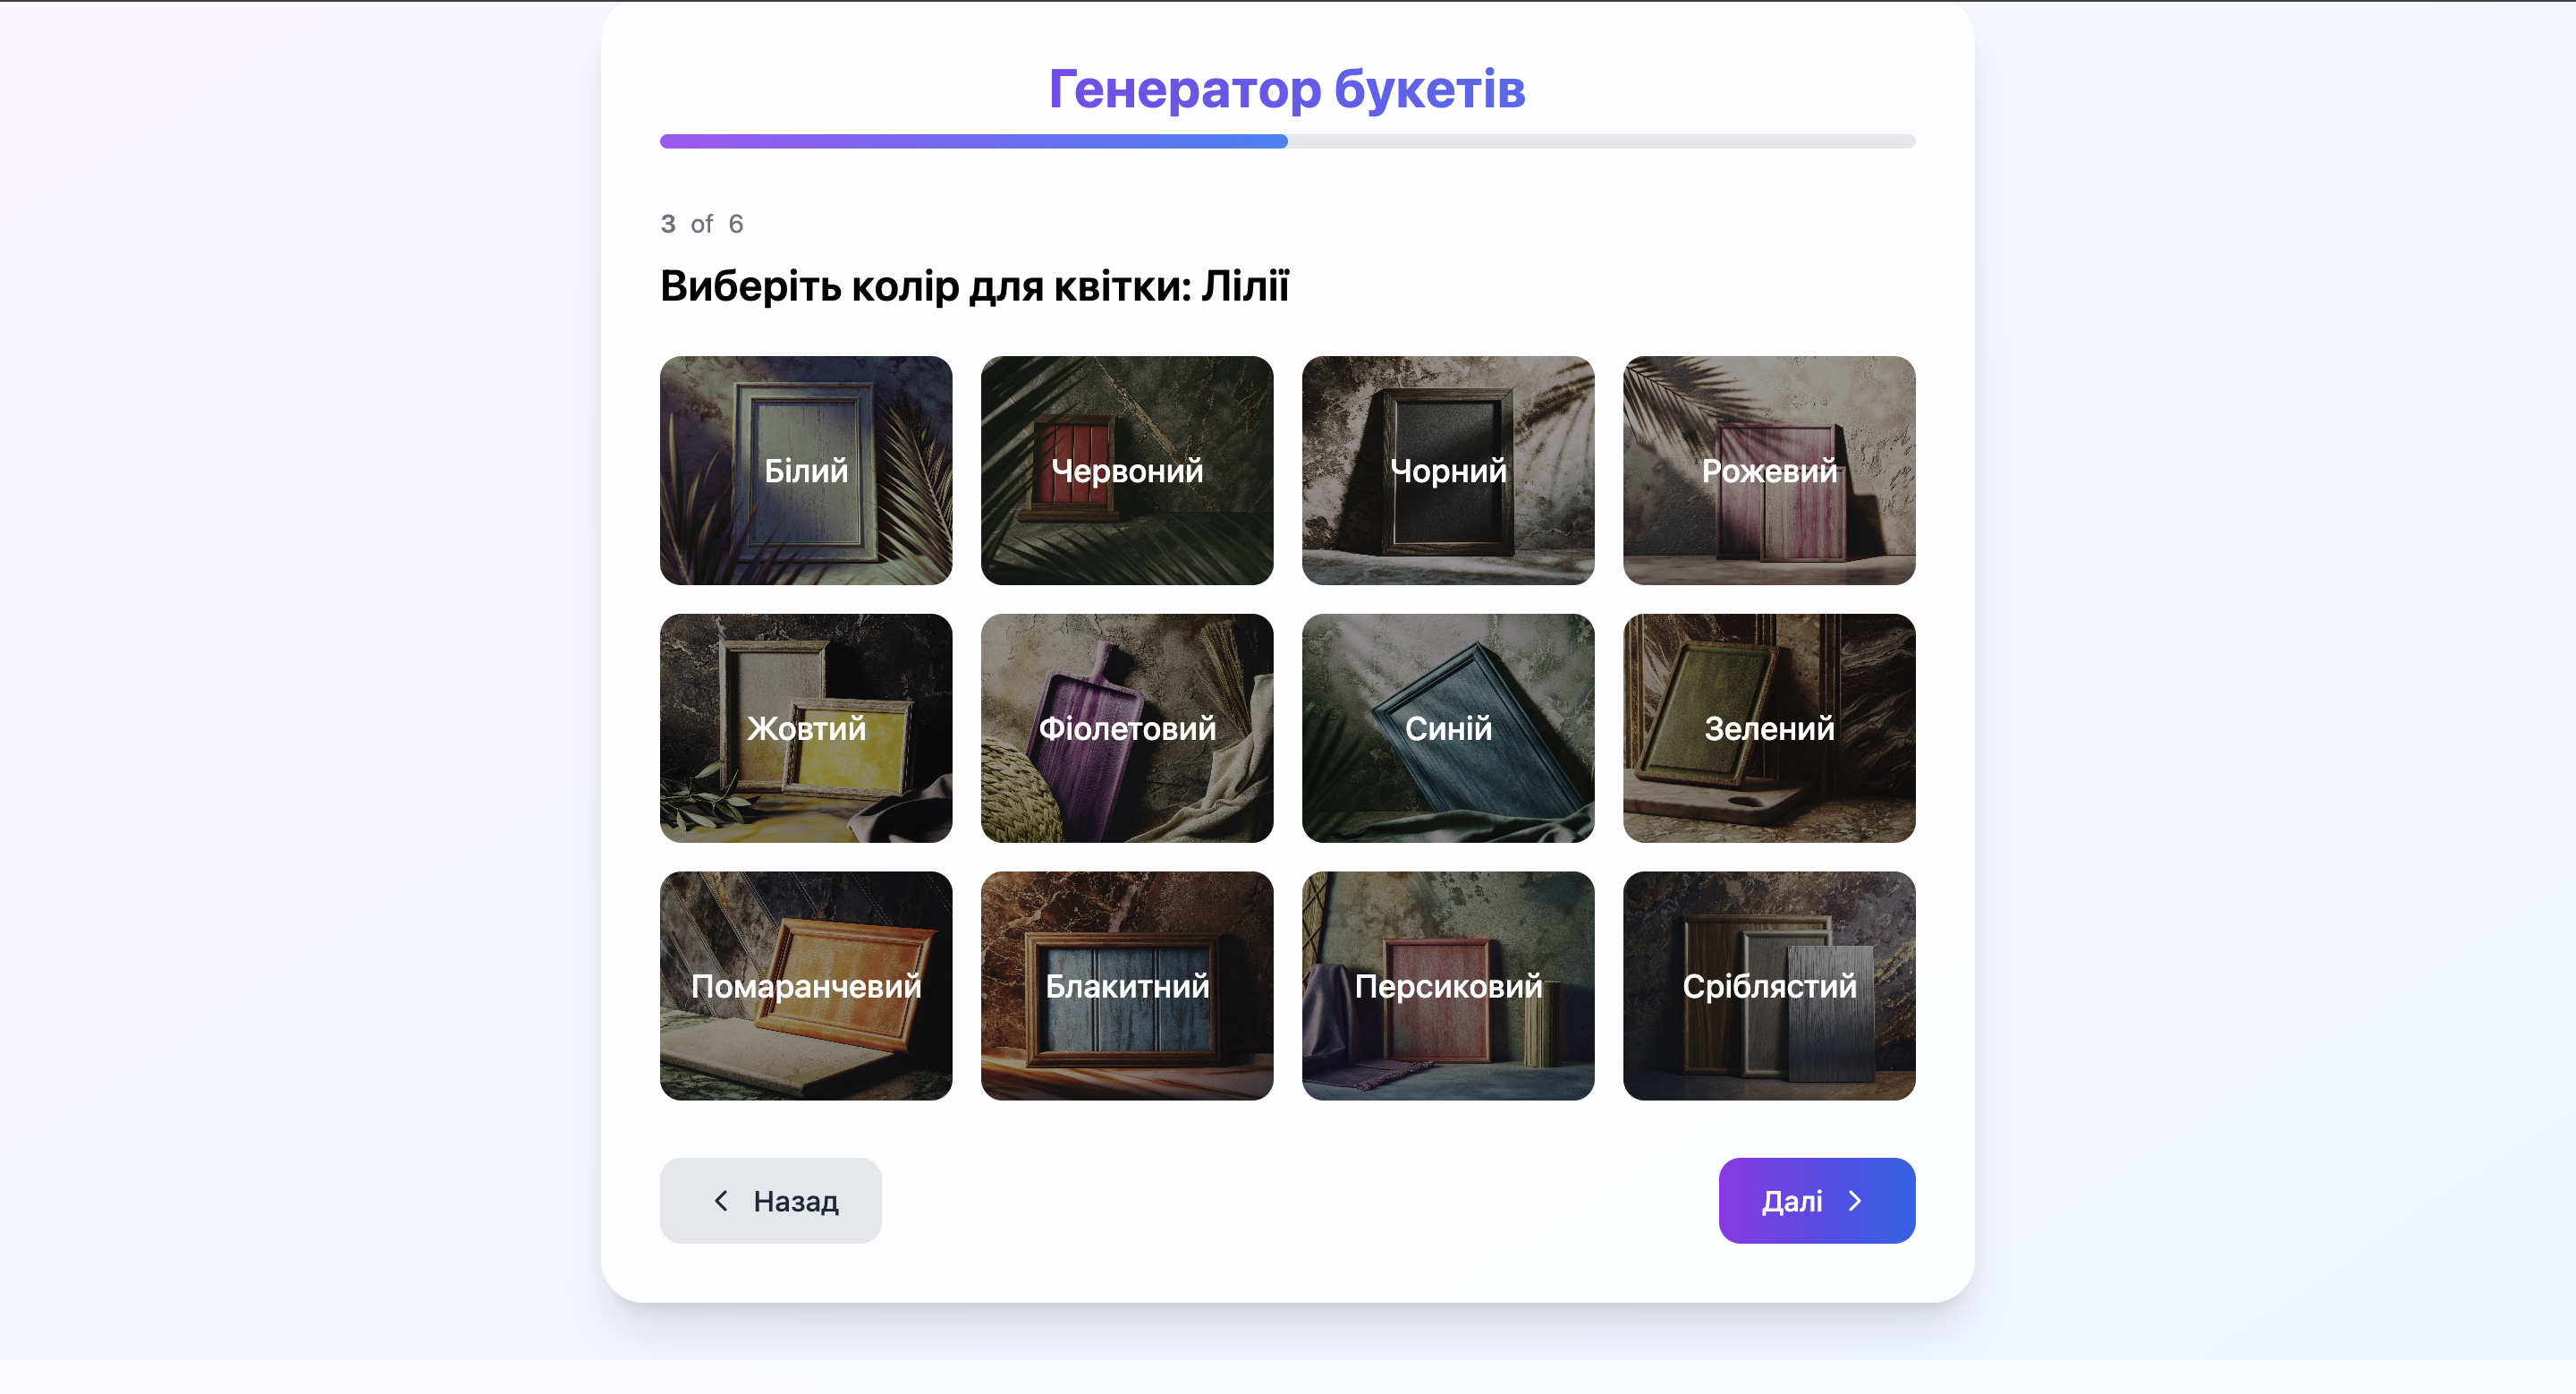 Генератор букетів
3 of 6
Виберіть колір для квітки: Лілії
Білий
Червоний
Чорний
Рожевий
Жовтий
Фіолетовий
Синій
Зелений
Помаранчевий
Блакитний
Персиковий
Сріблястий
Назад
Далі